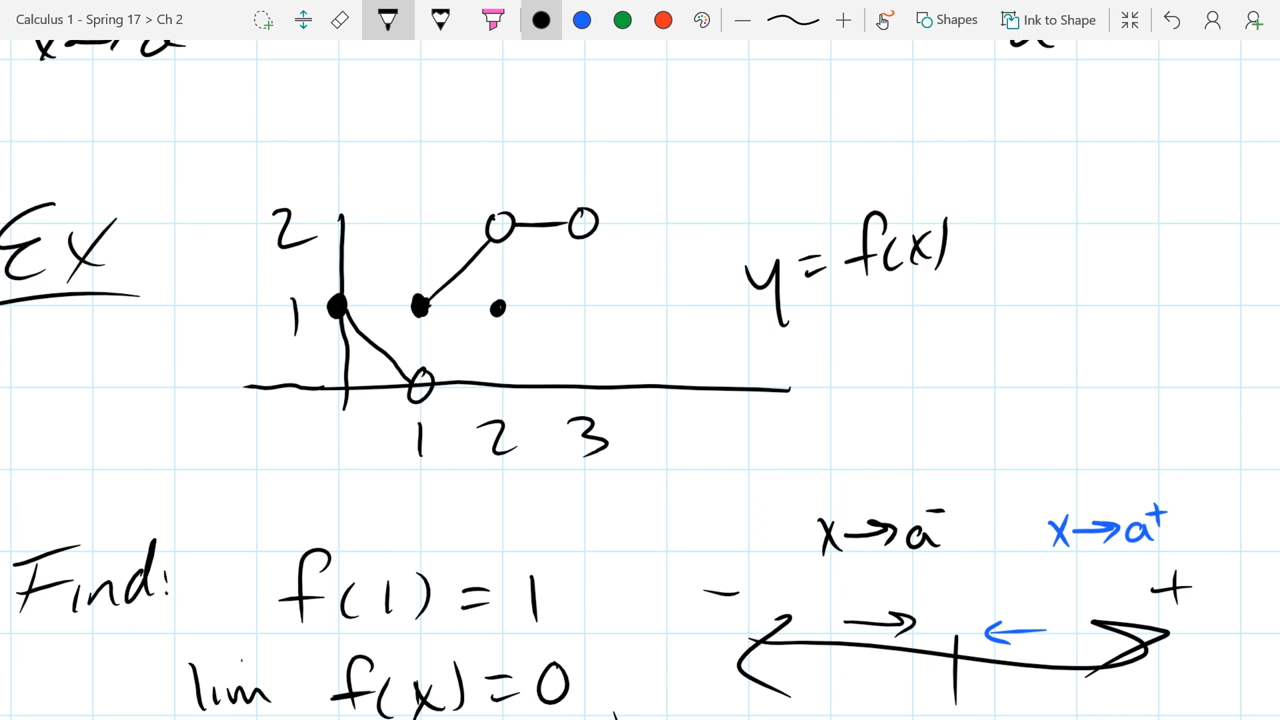 Calculus 1 - Spring 17 > Ch 2
Shapes
Ink to Shape
x→a
a
Ex
2
1
y = f(x)
1 2 3
x→a⁻
x→a⁺
Find: f(1) = 1
- +
lim f(x) = 0